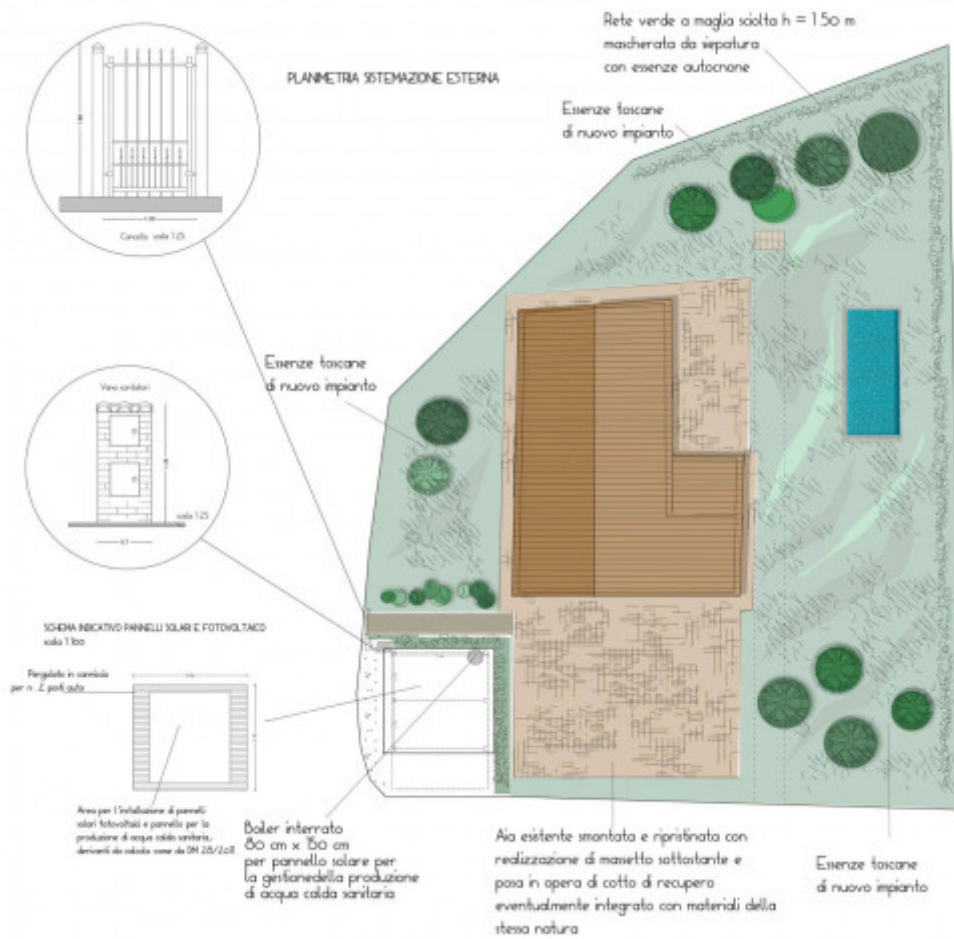 Rete verde a maglia sciolta h = 1.50 m
mascherata da siepatura
con essenze autocnone
PLANIMETRIA SISTEMAZIONE ESTERNA
Essenze toscane
di nuovo impianto
Cancello scala 1:25
Essenze toscane
di nuovo impianto
Vano contatori
scala 1:25
SCHEMA INDICATIVO PANNELLI SOLARI E FOTOVOLTAICO
scala 1:100
Pergolato in canniccio
per n. 2 posti auto
Area per l'installazione di pannelli
solari fotovoltaici e pannello per la
produzione di acqua calda sanitaria,
derivanti da calcolo come da DM 28/2011
Boiler interrato
80 cm x 150 cm
per pannello solare per
la gestionedella produzione
di acqua calda sanitaria
Aia esistente smontata e ripristinata con
realizzazione di massetto sottostante e
posa in opera di cotto di recupero
eventualmente integrato con materiali della
stessa natura
Essenze toscane
di nuovo impianto